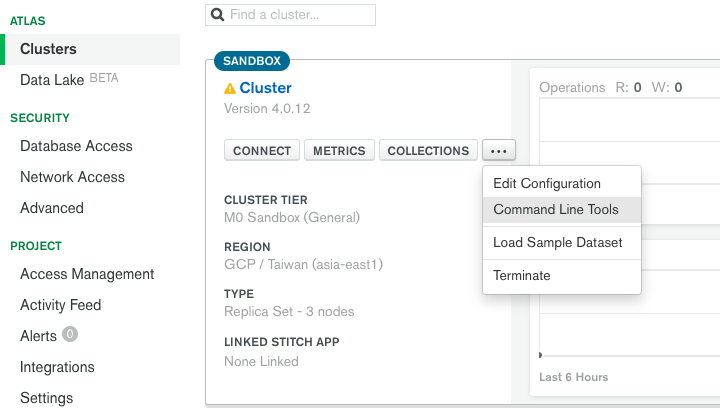 ATLAS
Clusters
Data Lake BETA
SECURITY
Database Access
Network Access
Advanced
PROJECT
Access Management
Activity Feed
Alerts 0
Integrations
Settings
Find a cluster...
SANDBOX
Cluster
Version 4.0.12
CONNECT METRICS COLLECTIONS ...
Edit Configuration
Command Line Tools
Load Sample Dataset
Terminate
CLUSTER TIER
M0 Sandbox (General)
REGION
GCP / Taiwan (asia-east1)
TYPE
Replica Set - 3 nodes
LINKED STITCH APP
None Linked
Operations R: 0 W: 0
Last 6 Hours